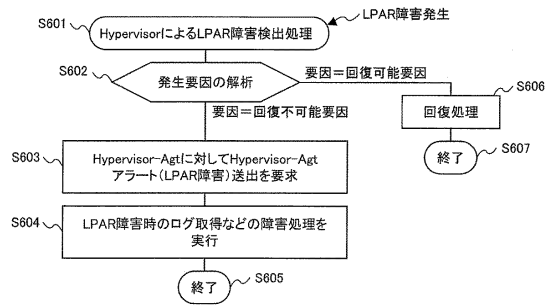 LPAR障害発生
S601
HypervisorによるLPAR障害検出処理
S602
発生要因の解析
要因＝回復可能要因
S606
要因＝回復不可能要因
回復処理
S603
Hypervisor-Agtに対してHypervisor-Agt
アラート(LPAR障害)送出を要求
終了
S607
S604
LPAR障害時のログ取得などの障害処理を
実行
終了
S605